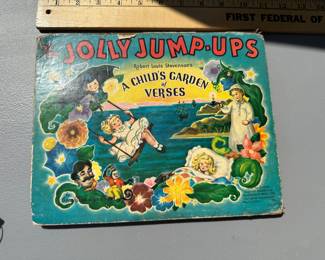 FIRST FEDERAL OF
JOLLY JUMP-UPS
Robert Louis Stevenson's
A CHILD'S GARDEN
of
VERSES